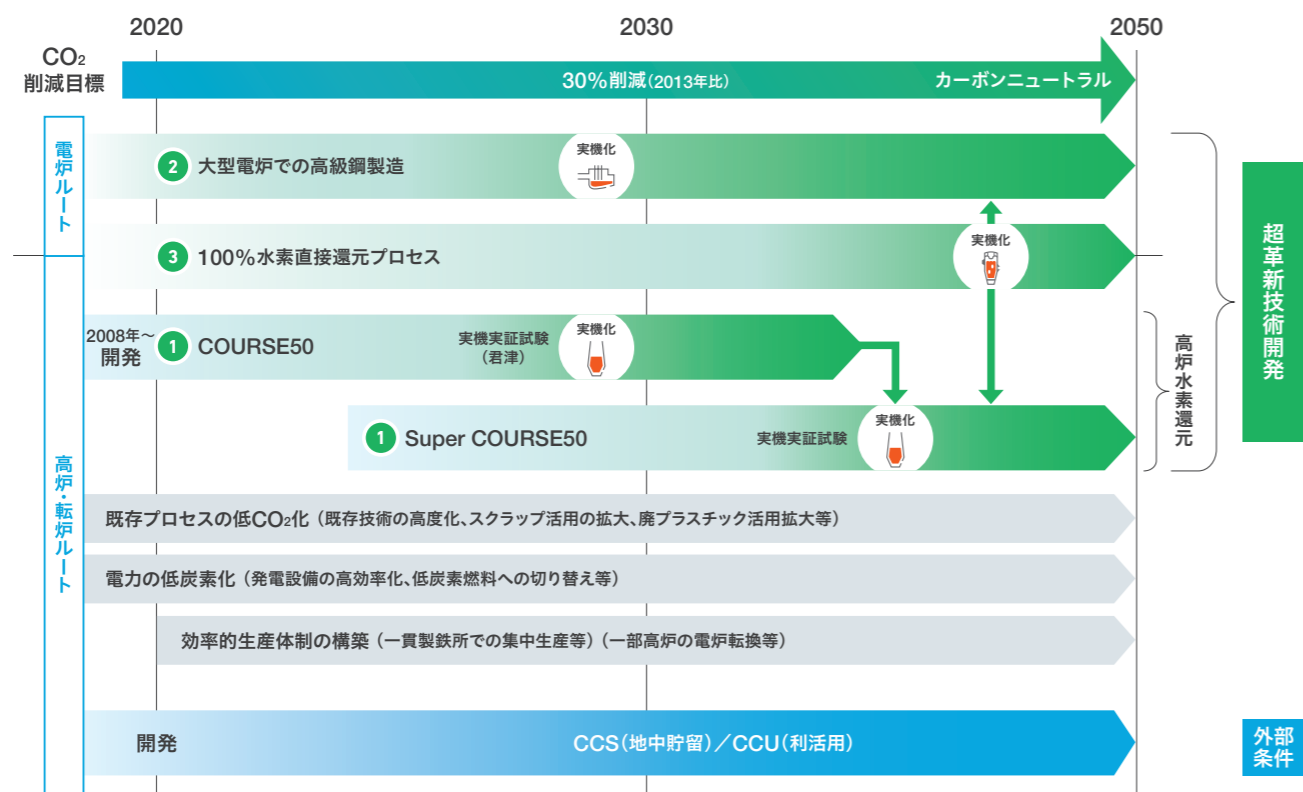 2020
2030
2050
CO₂
削減目標
30%削減(2013年比)
カーボンニュートラル
電炉ルート
② 大型電炉での高級鋼製造
実機化
③ 100%水素直接還元プロセス
実機化
超革新技術開発
高炉・転炉ルート
2008年～
開発
① COURSE50
実機実証試験
(君津)
実機化
高炉水素還元
① Super COURSE50
実機実証試験
実機化
既存プロセスの低CO₂化(既存技術の高度化、スクラップ活用の拡大、廃プラスチック活用拡大等)
電力の低炭素化(発電設備の高効率化、低炭素燃料への切り替え等)
効率的生産体制の構築(一貫製鉄所での集中生産等)(一部高炉の電炉転換等)
開発
CCS(地中貯留)／CCU(利活用)
外部
条件